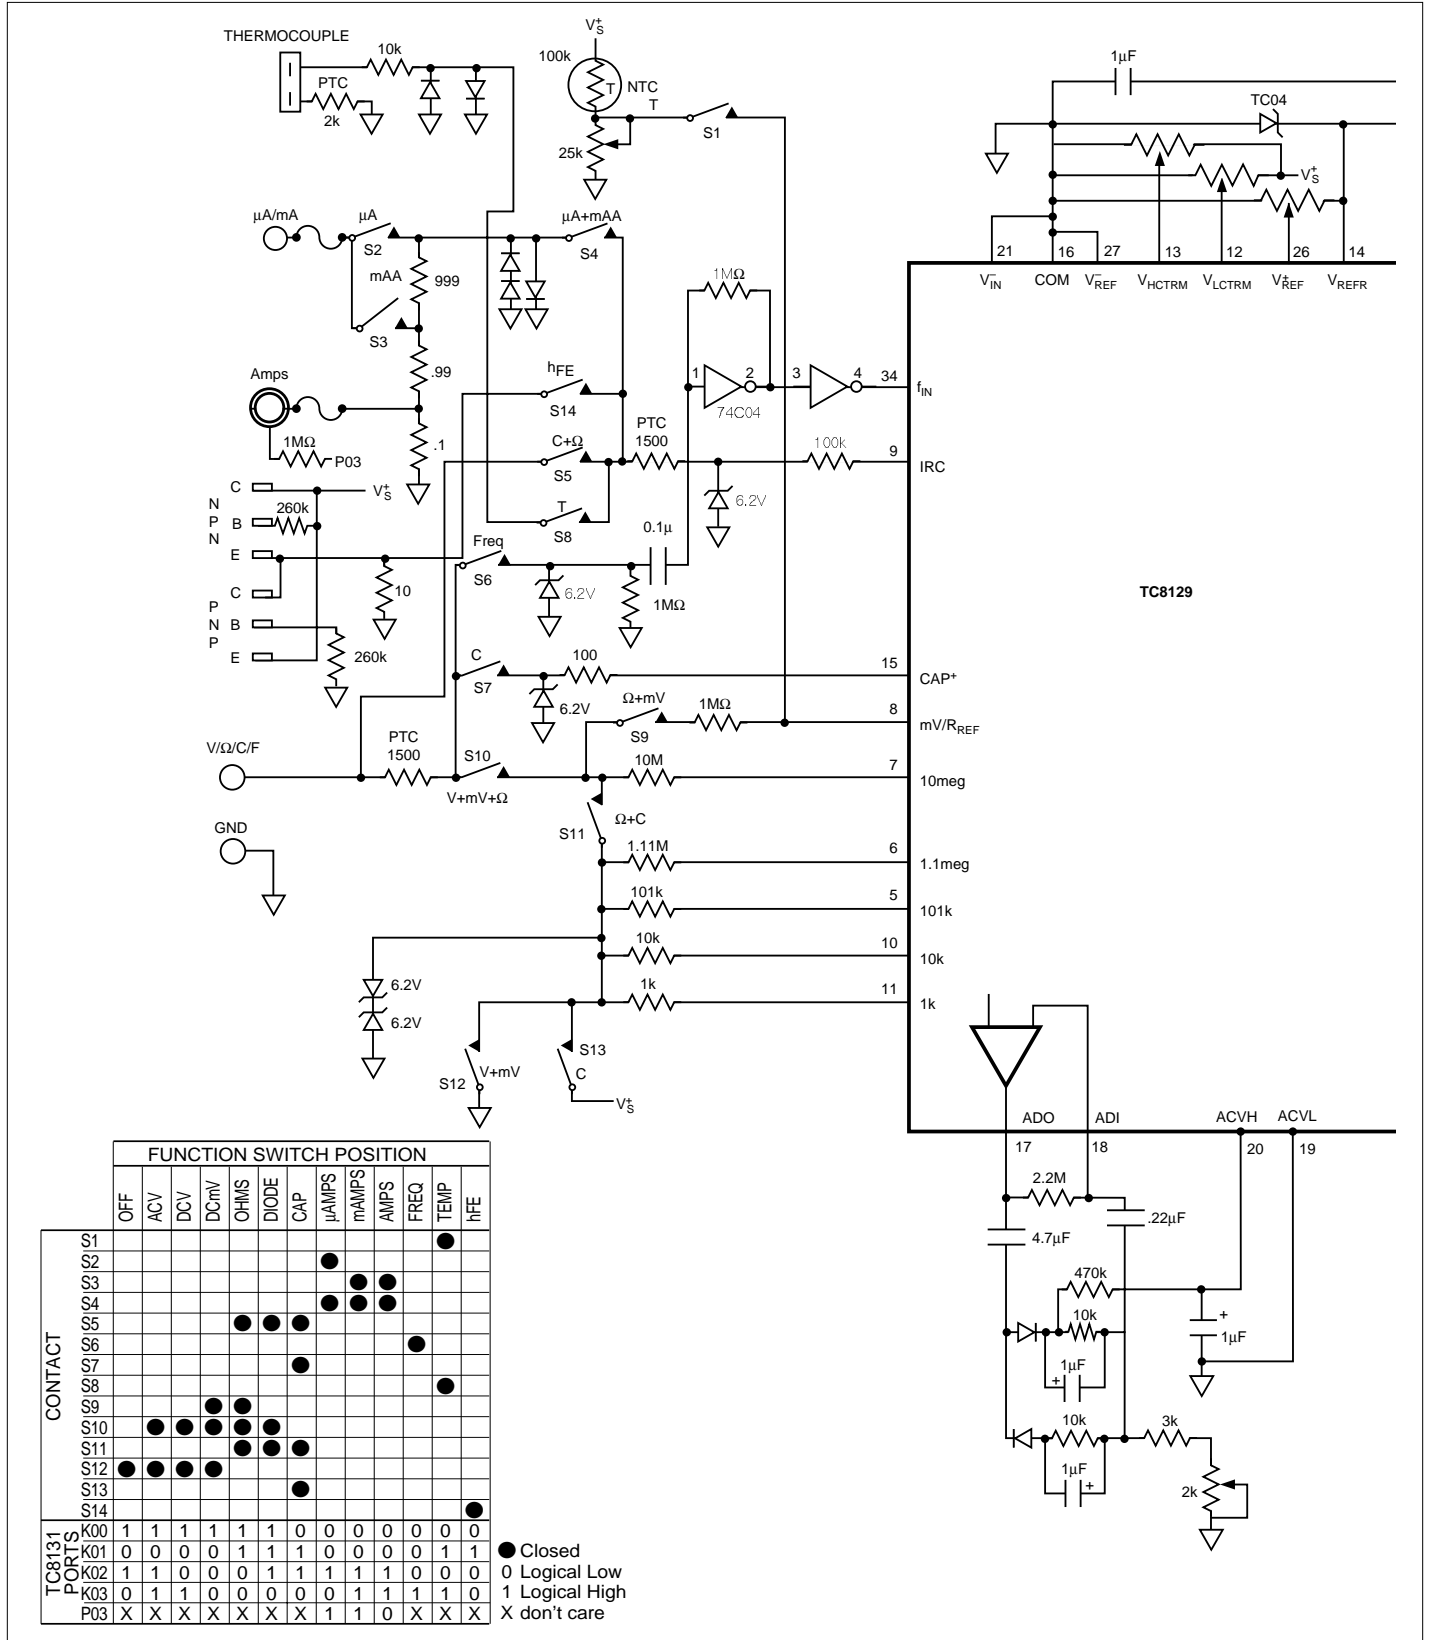 THERMOCOUPLE
10k
PTC
2k
V+S
100k
T
NTC
T
S1
25k
1µF
TC04
V+S
µA/mA
µA
S2
mAA
S3
999
.99
.1
µA+mAA
S4
21
16
27
13
12
26
14
V−IN
COM
V−REF
VHCTRM
VLCTRM
V+REF
VREFR
1MΩ
1
2
74C04
3
4
34
fIN
Amps
1MΩ
P03
hFE
S14
C+Ω
S5
T
S8
PTC
1500
6.2V
100k
9
IRC
C
N
P
N
B
E
V+S
260k
C
P
N
P
B
E
260k
10
Freq
S6
6.2V
0.1µ
1MΩ
TC8129
C
S7
100
6.2V
15
CAP+
Ω+mV
S9
1MΩ
8
mV/RREF
V/Ω/C/F
PTC
1500
S10
V+mV+Ω
10M
7
10meg
GND
S11
Ω+C
1.11M
6
1.1meg
101k
5
101k
10k
10
10k
1k
11
1k
6.2V
6.2V
S12
V+mV
S13
C
V+S
ADO
ADI
ACVH
ACVL
17
18
20
19
2.2M
4.7µF
.22µF
470k
10k
1µF
+
+
1µF
10k
1µF
+
3k
2k
FUNCTION SWITCH POSITION
OFF ACV DCV DCmV OHMS DIODE CAP µAMPS mAMPS AMPS FREQ TEMP hFE
CONTACT
S1
S2
S3
S4
S5
S6
S7
S8
S9
S10
S11
S12
S13
S14
TC8131
PORTS
K00 1 1 1 1 1 1 0 0 0 0 0 0 0
K01 0 0 0 0 1 1 1 0 0 0 0 1 1
K02 1 1 0 0 0 1 1 1 1 1 0 0 0
K03 0 1 1 0 0 0 0 0 1 1 1 1 0
P03 X X X X X X X 1 1 0 X X X
Closed
0 Logical Low
1 Logical High
X don't care